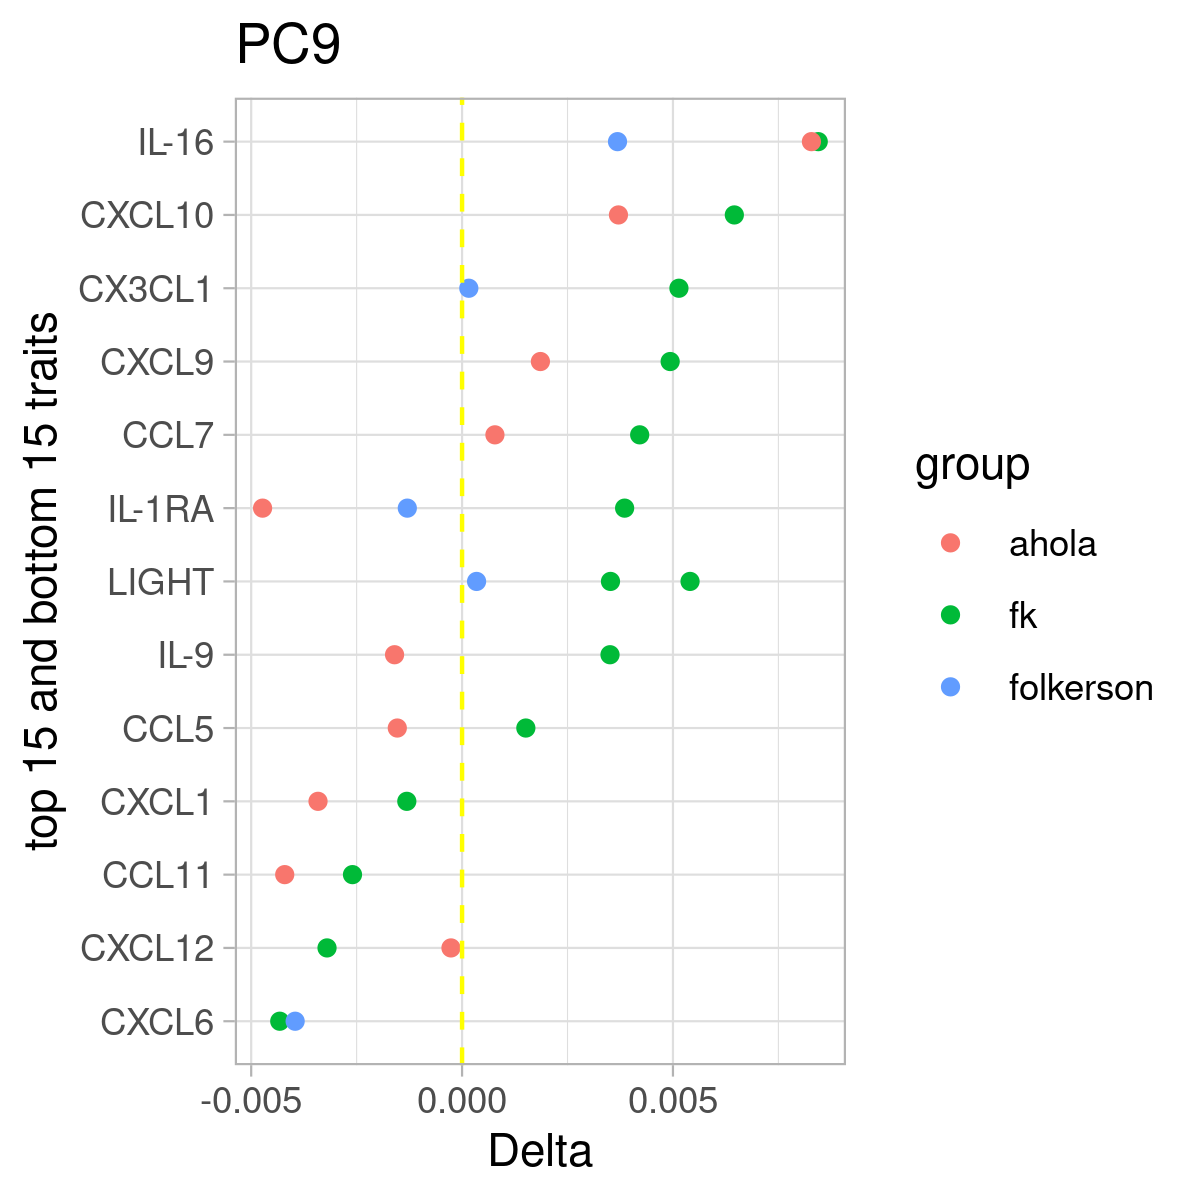 PC9
top 15 and bottom 15 traits
IL-16
CXCL10
CX3CL1
CXCL9
CCL7
IL-1RA
LIGHT
IL-9
CCL5
CXCL1
CCL11
CXCL12
CXCL6
-0.005 0.000 0.005
Delta
group
ahola
fk
folkerson